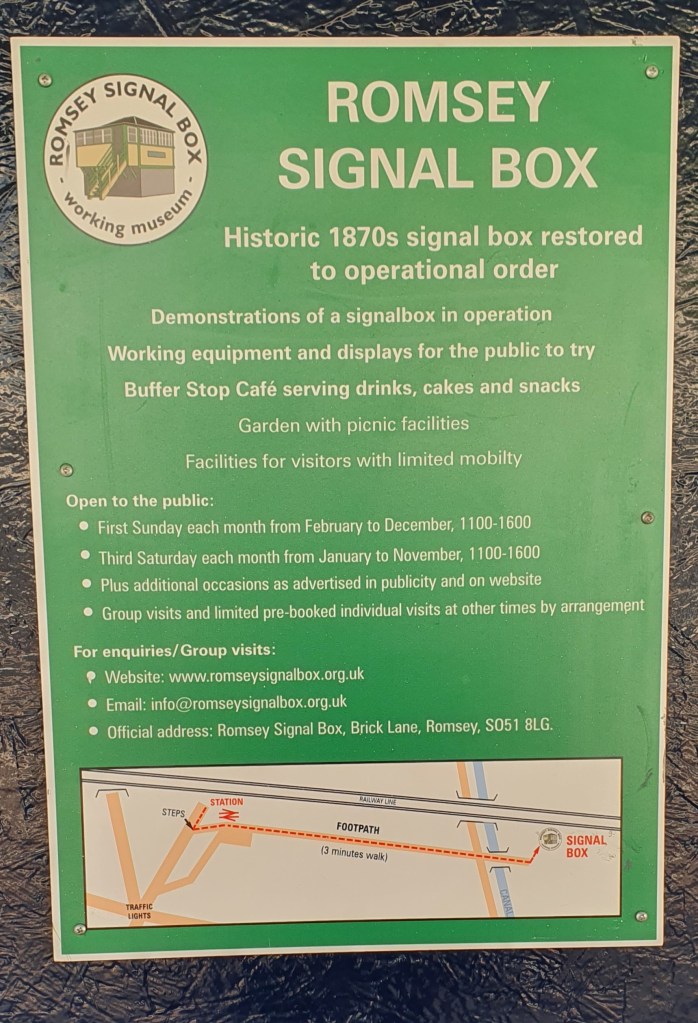 ROMSEY SIGNAL BOX
- working museum -
ROMSEY
SIGNAL BOX
Historic 1870s signal box restored
to operational order
Demonstrations of a signalbox in operation
Working equipment and displays for the public to try
Buffer Stop Café serving drinks, cakes and snacks
Garden with picnic facilities
Facilities for visitors with limited mobilty
Open to the public:
• First Sunday each month from February to December, 1100-1600
• Third Saturday each month from January to November, 1100-1600
• Plus additional occasions as advertised in publicity and on website
• Group visits and limited pre-booked individual visits at other times by arrangement
For enquiries/Group visits:
• Website: www.romseysignalbox.org.uk
• Email: info@romseysignalbox.org.uk
• Official address: Romsey Signal Box, Brick Lane, Romsey, SO51 8LG.
RAILWAY LINE
STATION
STEPS
FOOTPATH
(3 minutes walk)
SIGNAL
BOX
CANAL
TRAFFIC
LIGHTS